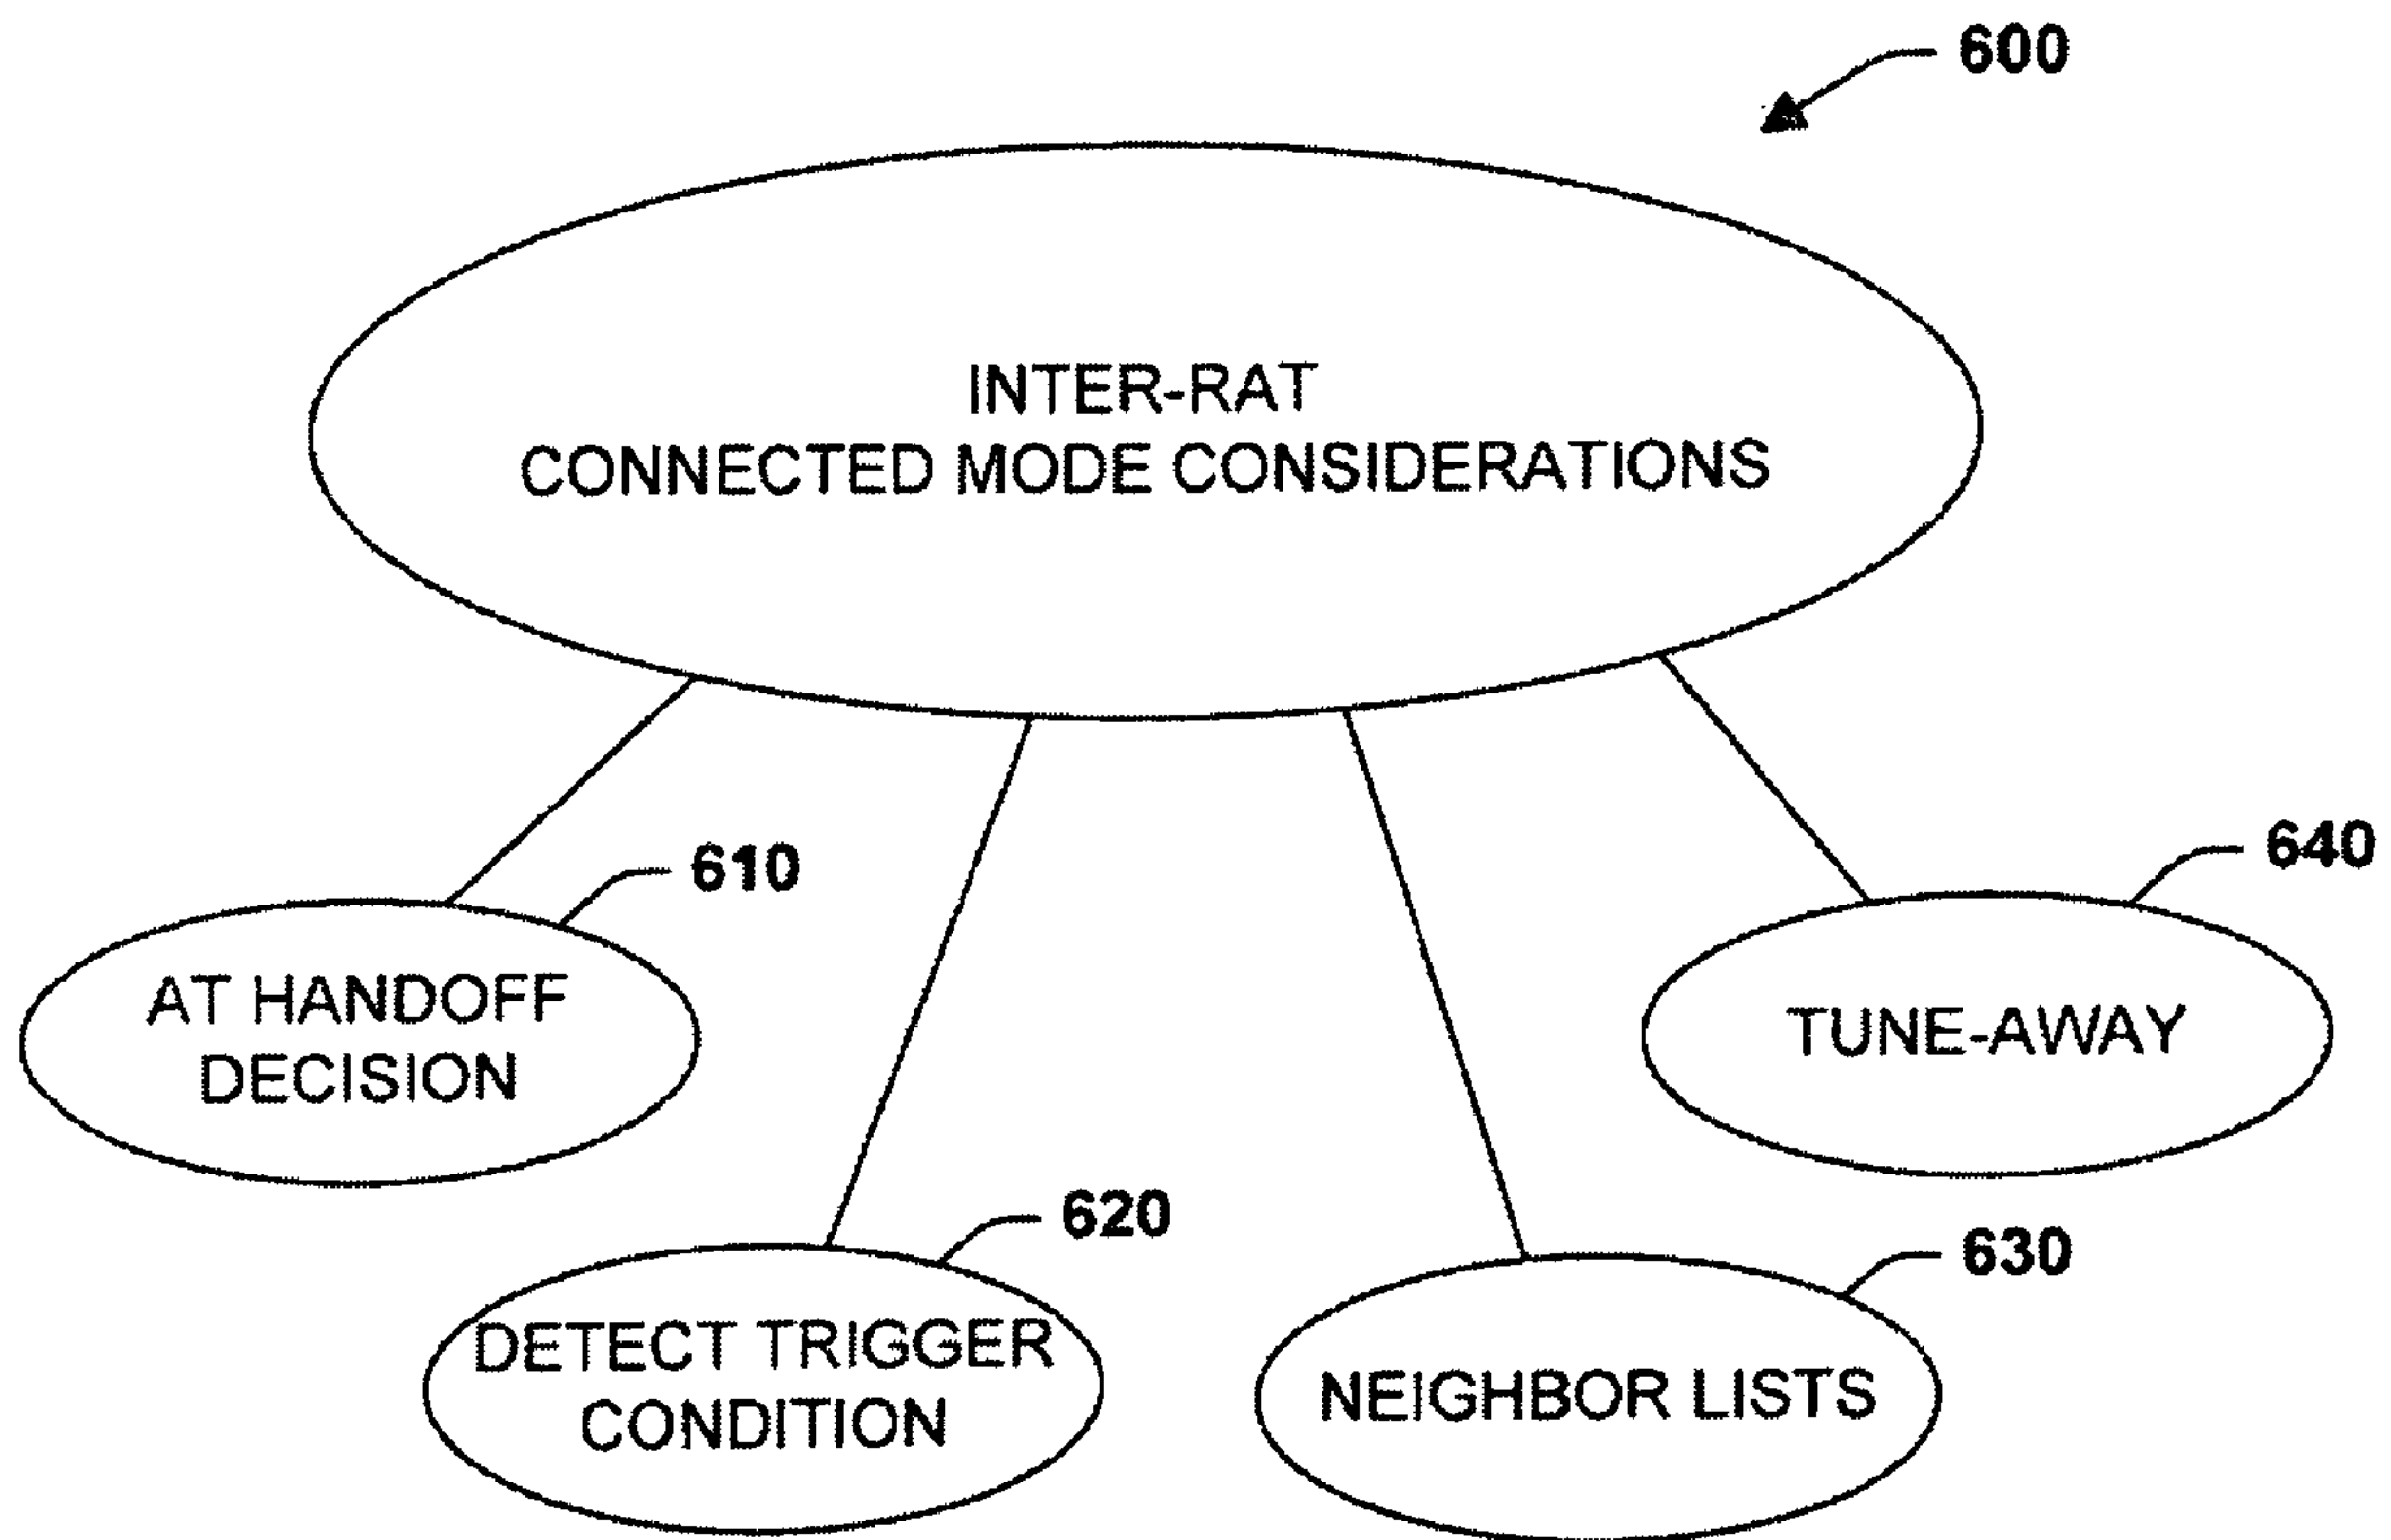 600
INTER-RAT
CONNECTED MODE CONSIDERATIONS
610
AT HANDOFF
DECISION
620
DETECT TRIGGER
CONDITION
630
NEIGHBOR LISTS
640
TUNE-AWAY